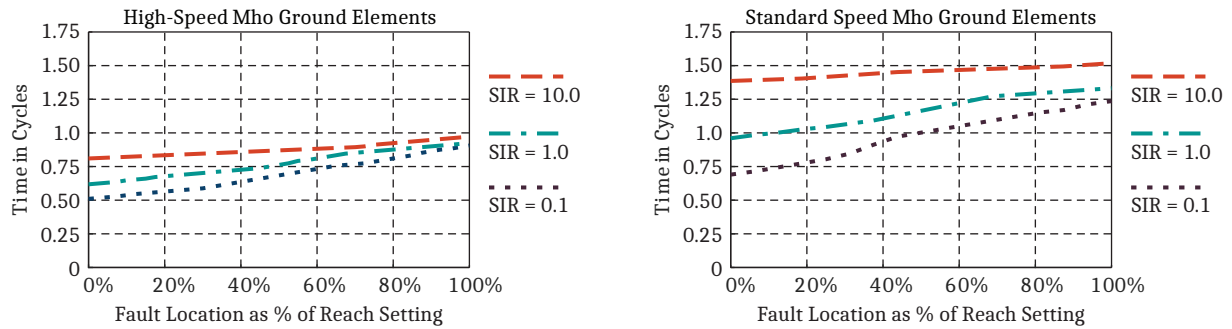 High-Speed Mho Ground Elements
1.75
1.50
1.25
1.0
0.75
0.50
0.25
0
Time in Cycles
0% 20% 40% 60% 80% 100%
Fault Location as % of Reach Setting
SIR = 10.0
SIR = 1.0
SIR = 0.1
Standard Speed Mho Ground Elements
1.75
1.50
1.25
1.0
0.75
0.50
0.25
0
Time in Cycles
0% 20% 40% 60% 80% 100%
Fault Location as % of Reach Setting
SIR = 10.0
SIR = 1.0
SIR = 0.1